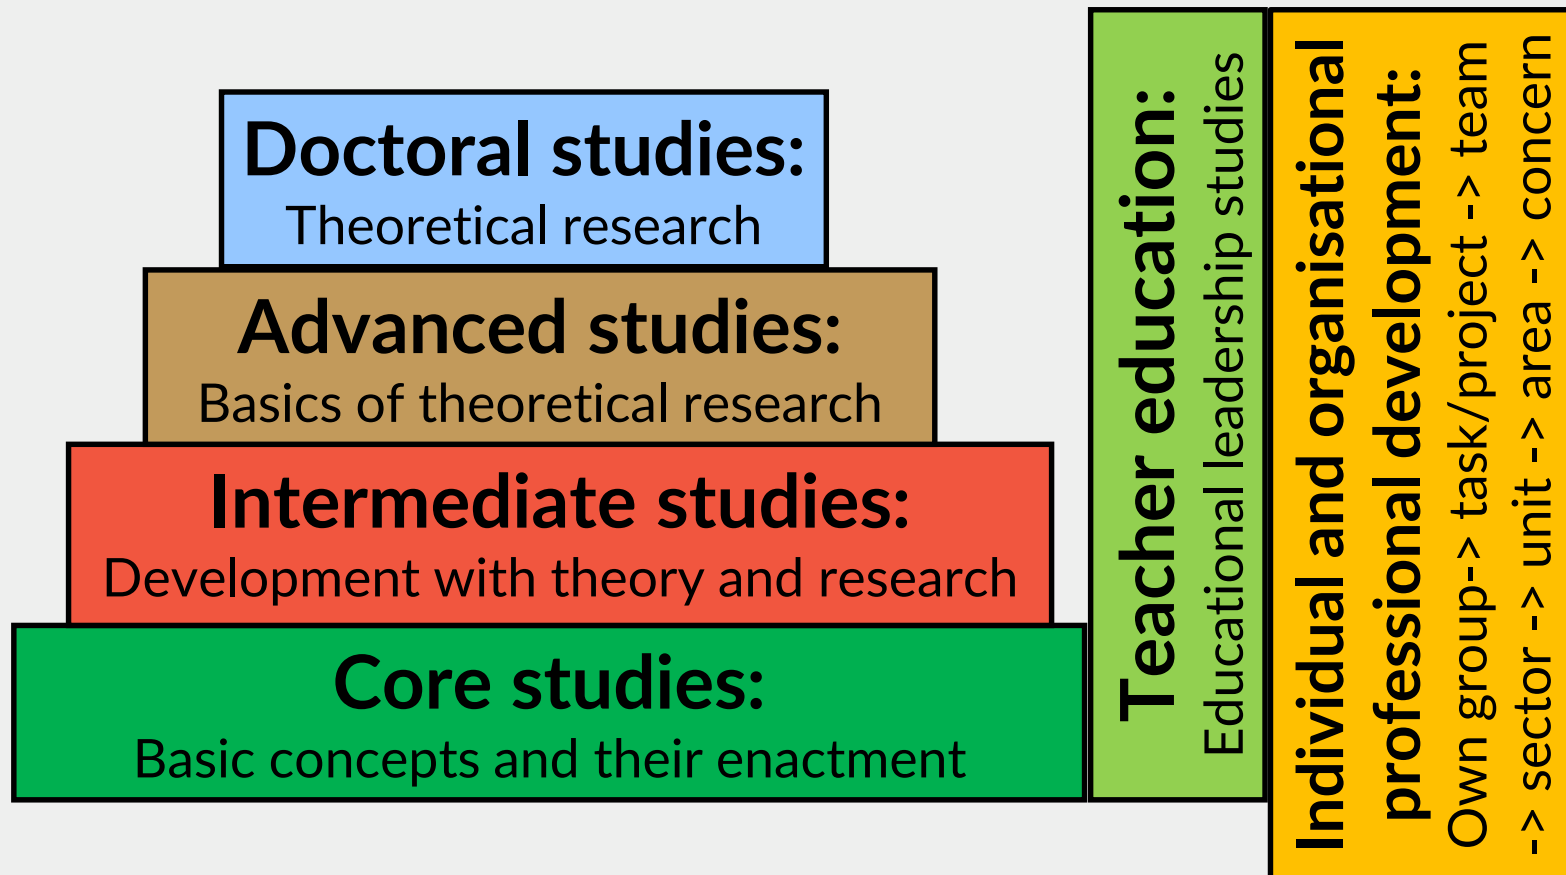 Doctoral studies:
Theoretical research
Advanced studies:
Basics of theoretical research
Intermediate studies:
Development with theory and research
Core studies:
Basic concepts and their enactment
Teacher education:
Educational leadership studies
Individual and organisational
professional development:
Own group-> task/project -> team
-> sector -> unit -> area -> concern